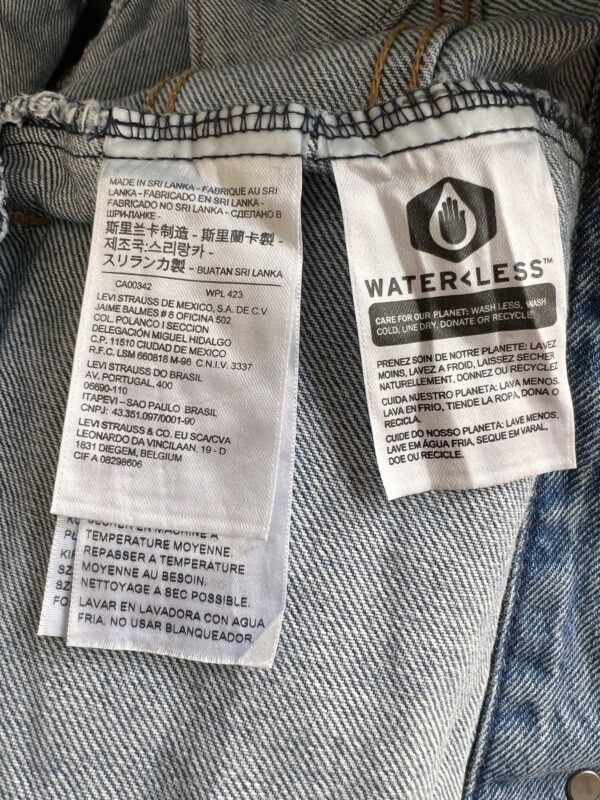 MADE IN SRI LANKA - FABRIQUE AU SRI
LANKA - FABRICADO EN SRI LANKA -
FABRICADO NO SRI LANKA - СДЕЛАНО В
ШРИ-ЛАНКЕ -
斯里兰卡制造 - 斯里蘭卡製 -
제조국:스리랑카 -
スリランカ製 - BUATAN SRI LANKA
CA00342 WPL 423
LEVI STRAUSS DE MEXICO, S.A. DE C.V.
JAIME BALMES # 8 OFICINA 502
COL. POLANCO I SECCION
DELEGACIÓN MIGUEL HIDALGO
C.P. 11510 CIUDAD DE MEXICO
R.F.C. LSM 660818 M-98 C.N.I.V. 3337
LEVI STRAUSS DO BRASIL
AV. PORTUGAL, 400
06690-110
ITAPEVI – SAO PAULO BRASIL
CNPJ: 43.351.097/0001-90
LEVI STRAUSS & CO. EU SCA/CVA
LEONARDO DA VINCILAAN, 19 - D
1831 DIEGEM, BELGIUM
CIF A 08298606
SÉCHER EN MACHINE À
TEMPERATURE MOYENNE.
REPASSER A TEMPERATURE
MOYENNE AU BESOIN.
NETTOYAGE A SEC POSSIBLE.
LAVAR EN LAVADORA CON AGUA
FRIA. NO USAR BLANQUEADOR.
WATER<LESS™
CARE FOR OUR PLANET: WASH LESS, WASH
COLD, LINE DRY, DONATE OR RECYCLE
PRENEZ SOIN DE NOTRE PLANETE: LAVEZ
MOINS, LAVEZ A FROID, LAISSEZ SECHER
NATURELLEMENT, DONNEZ OU RECYCLEZ
CUIDA NUESTRO PLANETA: LAVA MENOS,
LAVA EN FRIO, TIENDE LA ROPA, DONA O
RECICLA.
CUIDE DO NOSSO PLANETA: LAVE MENOS,
LAVE EM ÁGUA FRIA, SEQUE EM VARAL,
DOE OU RECICLE.